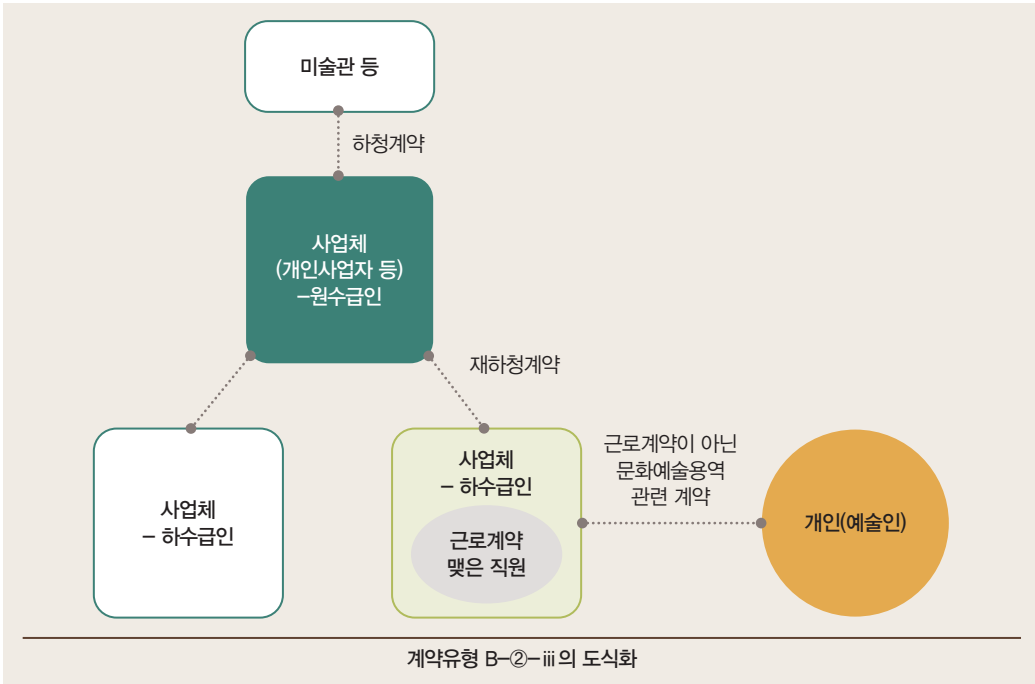 미술관 등
하청계약
사업체
(개인사업자 등)
–원수급인
재하청계약
사업체
– 하수급인
사업체
– 하수급인
근로계약
맺은 직원
근로계약이 아닌
문화예술용역
관련 계약
개인(예술인)
계약유형 B–②–ⅲ의 도식화